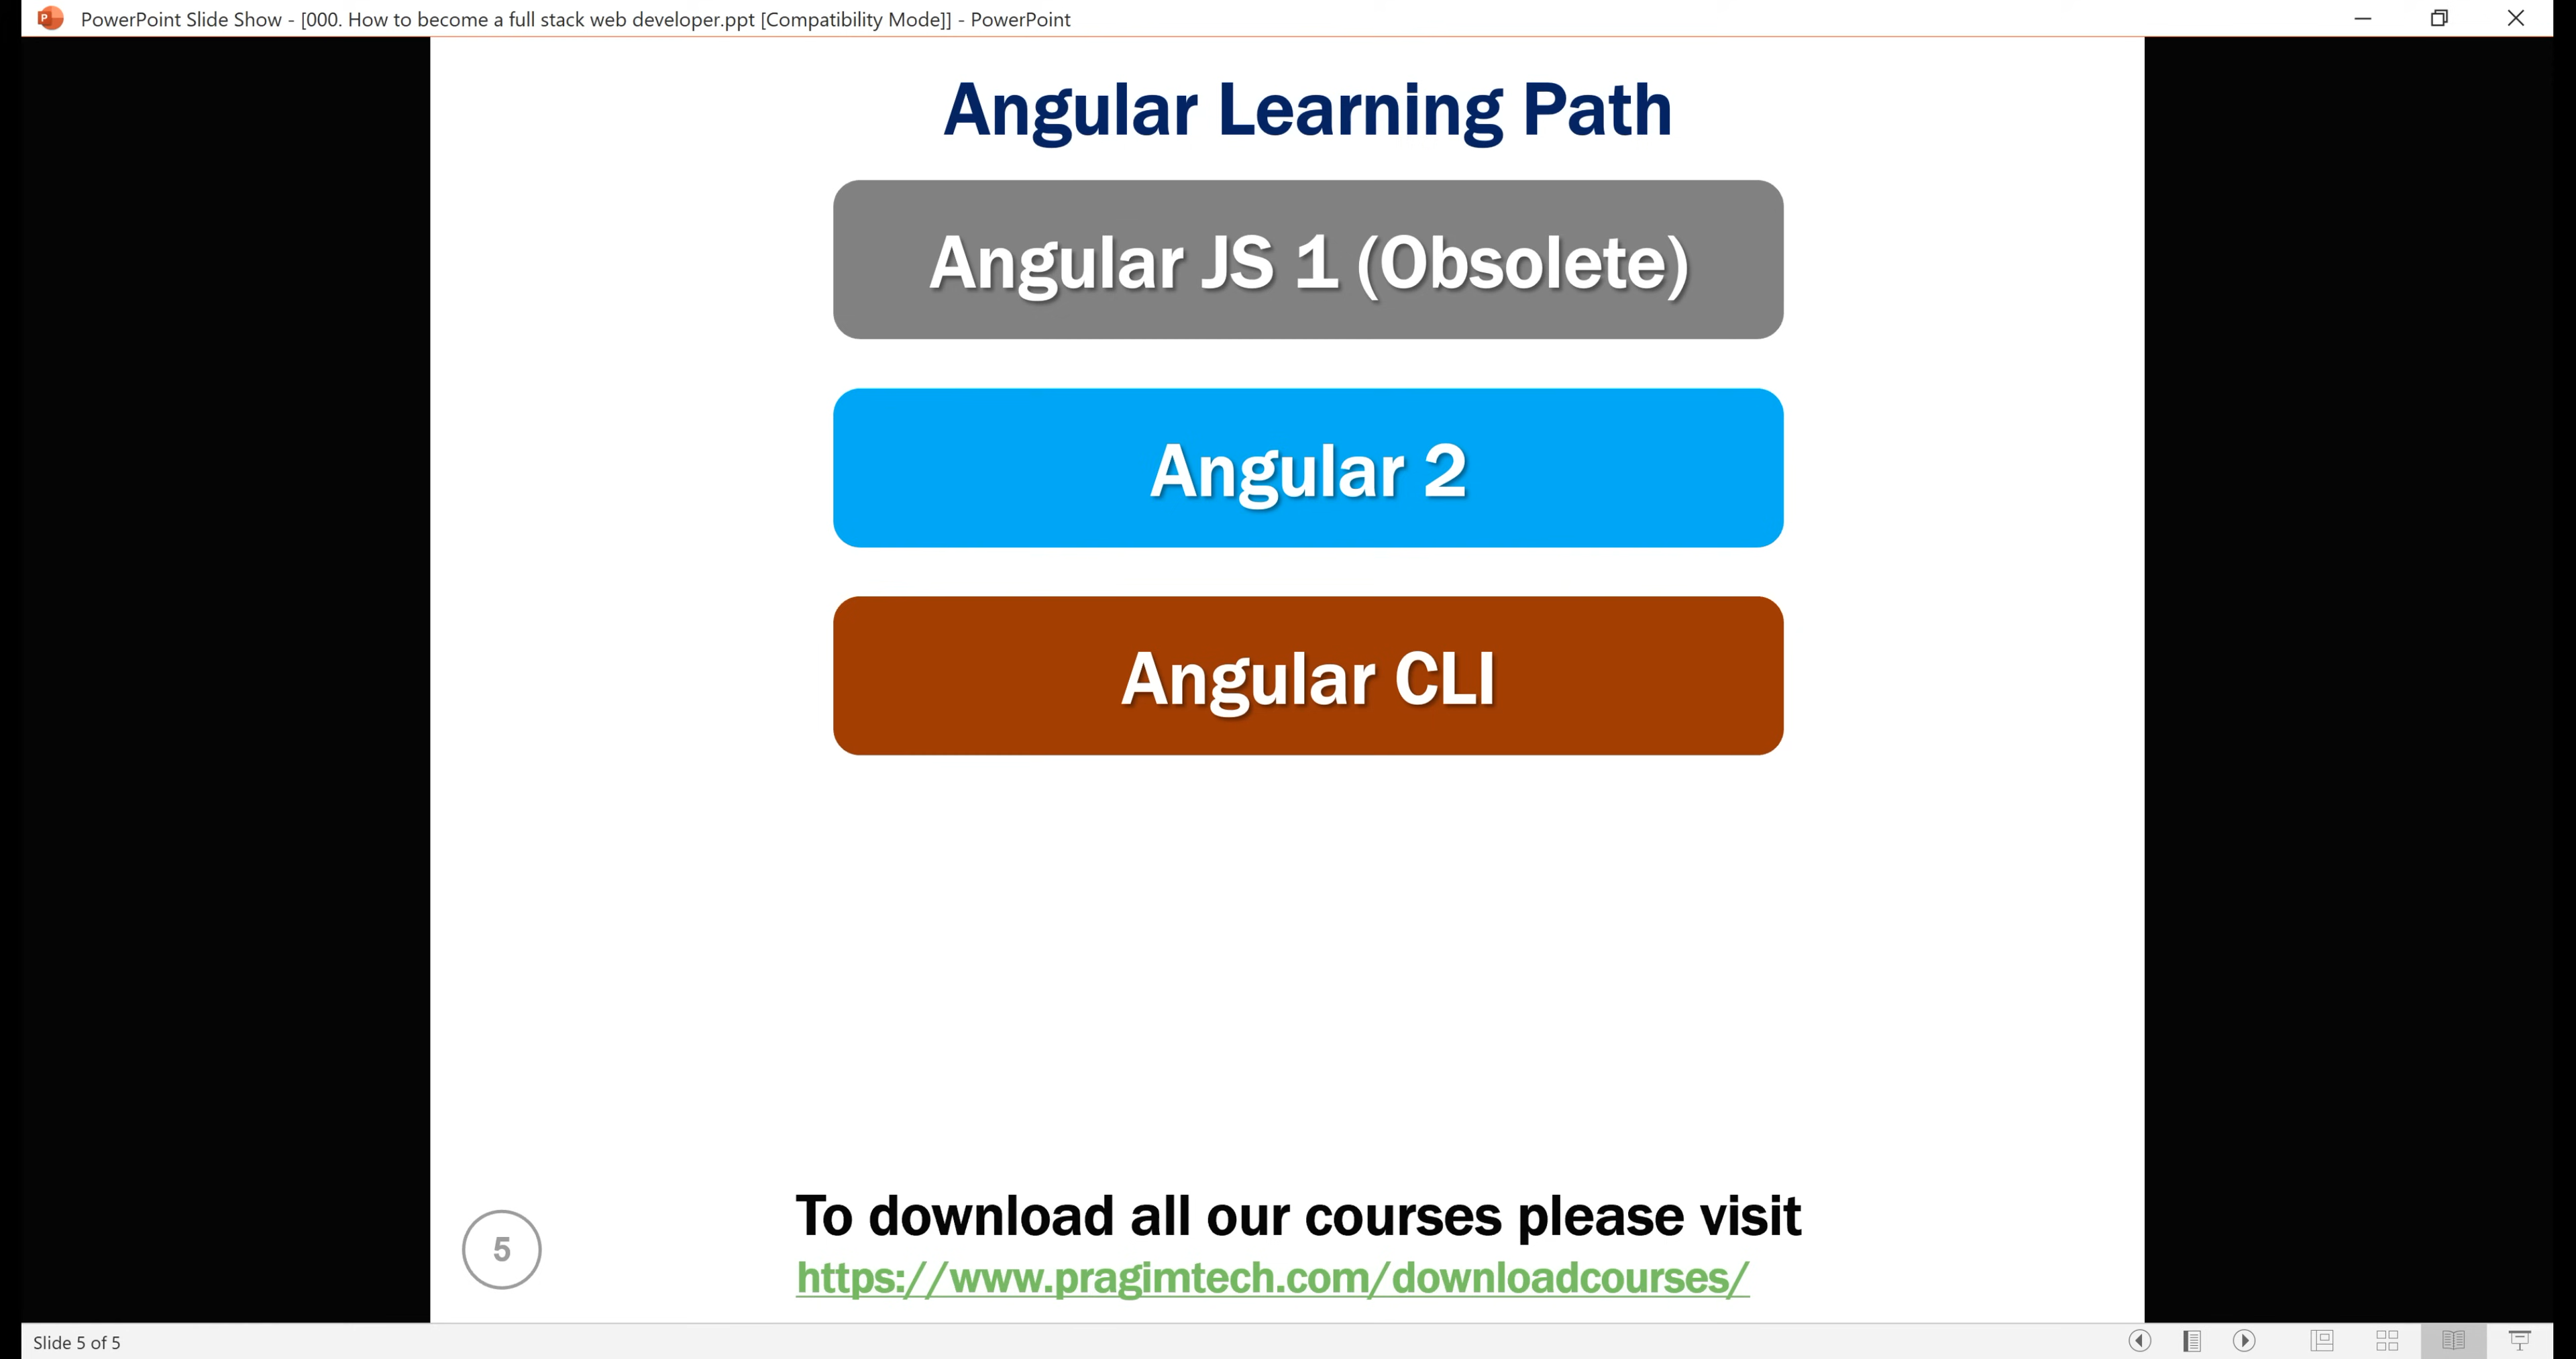 PowerPoint Slide Show - [000. How to become a full stack web developer.ppt [Compatibility Mode]] - PowerPoint
Angular Learning Path
Angular JS 1 (Obsolete)
Angular 2
Angular CLI
To download all our courses please visit
https://www.pragimtech.com/downloadcourses/
5
Slide 5 of 5